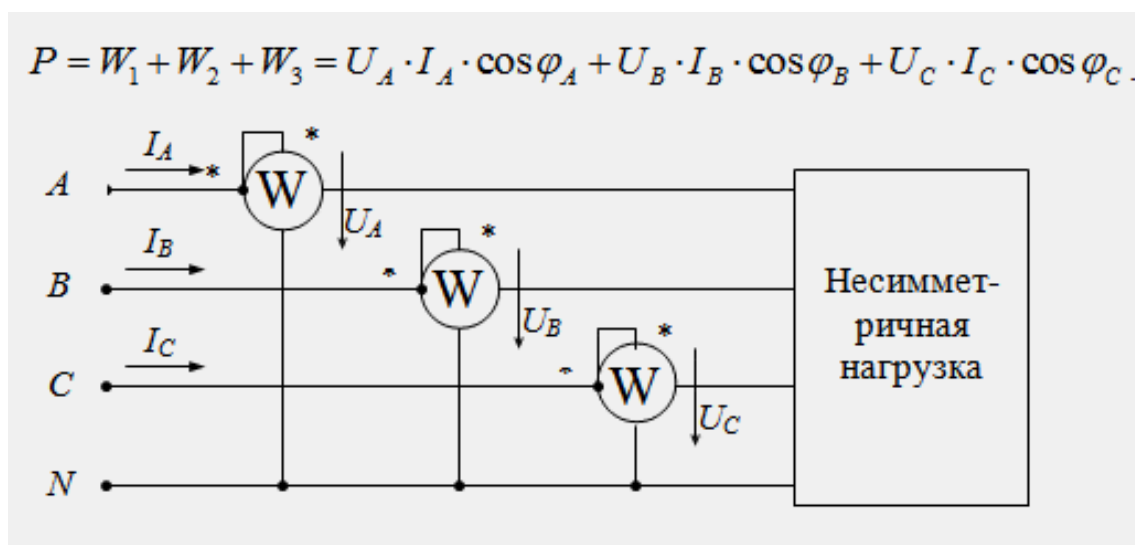 P = W₁ + W₂ + W₃ = U_A · I_A · cosφ_A + U_B · I_B · cosφ_B + U_C · I_C · cosφ_C
I_A
*
*
A
W
U_A
I_B
*
*
B
W
U_B
Несиммет-
ричная
нагрузка
I_C
*
*
C
W
U_C
N